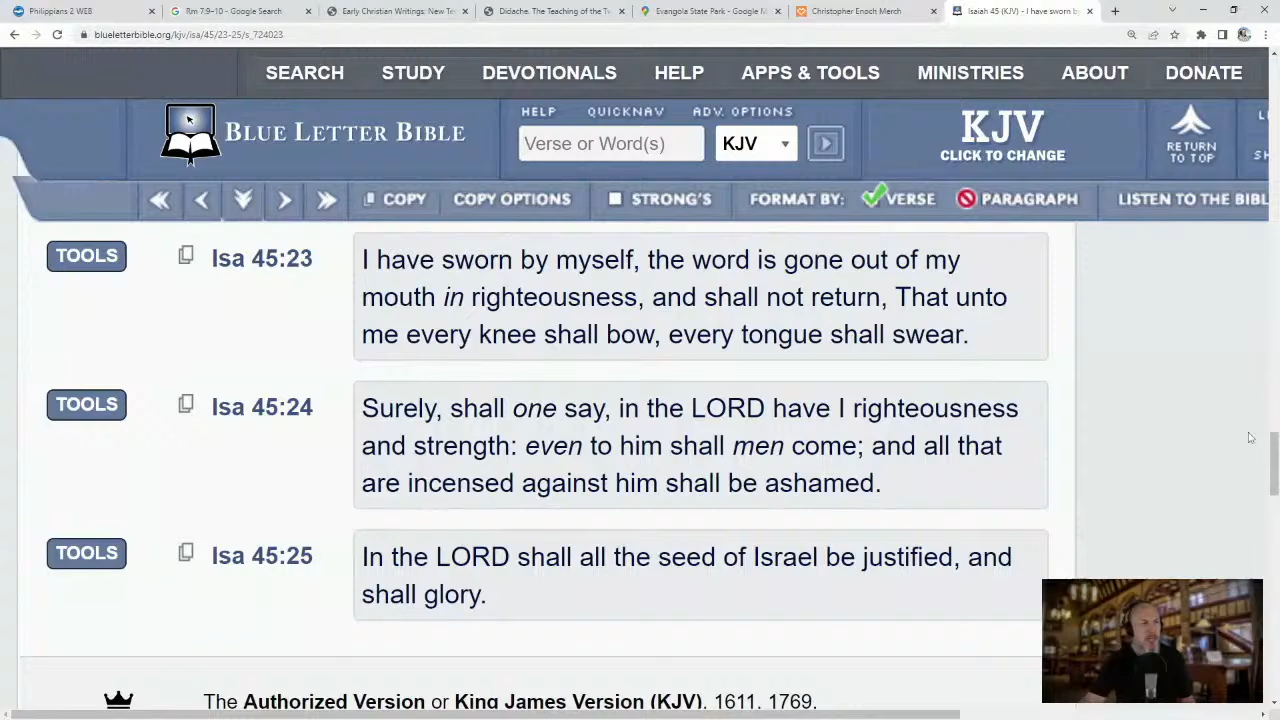 Philippians 2 WEB
Rm 7.9–10 - Google Search
Early Christian Writings: New Te
Didache: The Teaching of the Tw
Evangola State Park - Google M
Christopher Enoch Merch
Isaiah 45 (KJV) - I have sworn by
blueletterbible.org/kjv/isa/45/23-25/s_724023
SEARCH STUDY DEVOTIONALS HELP APPS & TOOLS MINISTRIES ABOUT DONATE
HELP QUICKNAV ADV. OPTIONS
BLUE LETTER BIBLE
Verse or Word(s)
KJV
KJV
CLICK TO CHANGE
RETURN
TO TOP
COPY COPY OPTIONS STRONG'S FORMAT BY: VERSE PARAGRAPH LISTEN TO THE BIBL
TOOLS Isa 45:23 I have sworn by myself, the word is gone out of my
mouth in righteousness, and shall not return, That unto
me every knee shall bow, every tongue shall swear.
TOOLS Isa 45:24 Surely, shall one say, in the LORD have I righteousness
and strength: even to him shall men come; and all that
are incensed against him shall be ashamed.
TOOLS Isa 45:25 In the LORD shall all the seed of Israel be justified, and
shall glory.
The Authorized Version or King James Version (KJV), 1611, 1769.